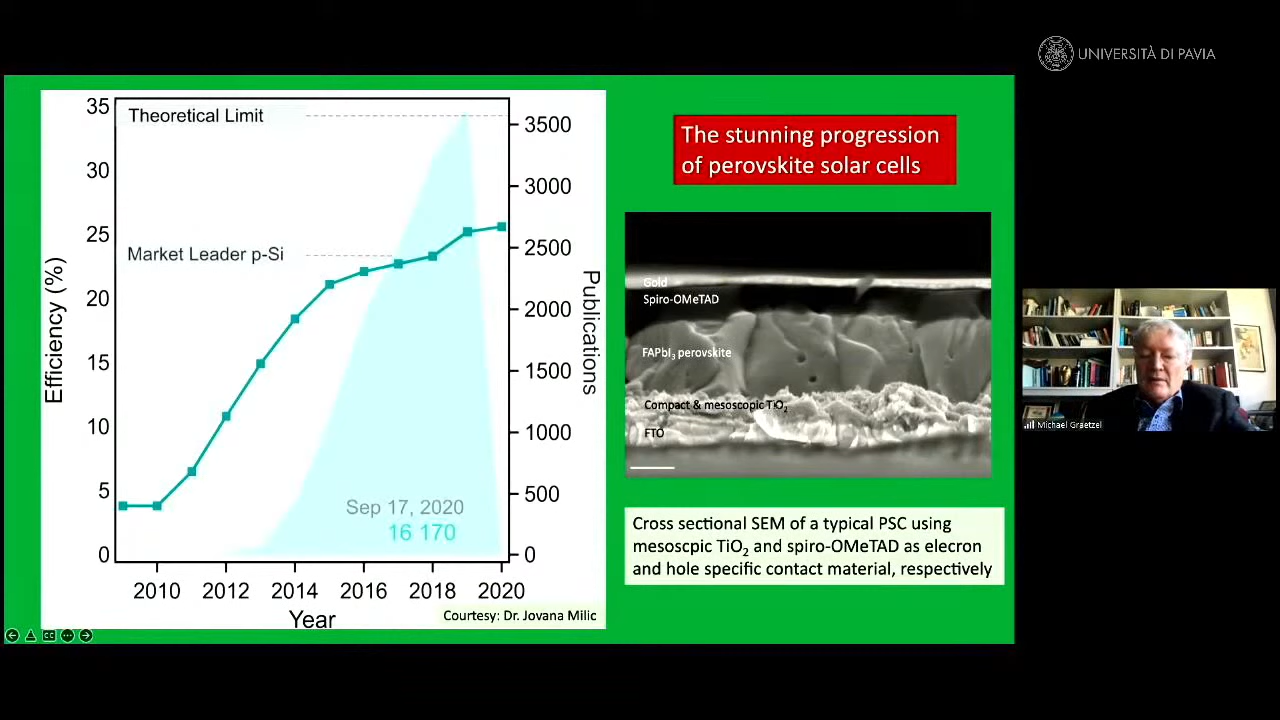 UNIVERSITÀ DI PAVIA
35
30
25
20
15
10
5
0
Efficiency (%)
Theoretical Limit
Market Leader p-Si
Sep 17, 2020
16 170
3500
3000
2500
2000
1500
1000
500
0
Publications
2010 2012 2014 2016 2018 2020
Year
Courtesy: Dr. Jovana Milic
The stunning progression
of perovskite solar cells
Gold
Spiro-OMeTAD
FAPbI₃ perovskite
Compact & mesoscopic TiO₂
FTO
Cross sectional SEM of a typical PSC using
mesoscpic TiO₂ and spiro-OMeTAD as elecron
and hole specific contact material, respectively
Michael Graetzel
CC